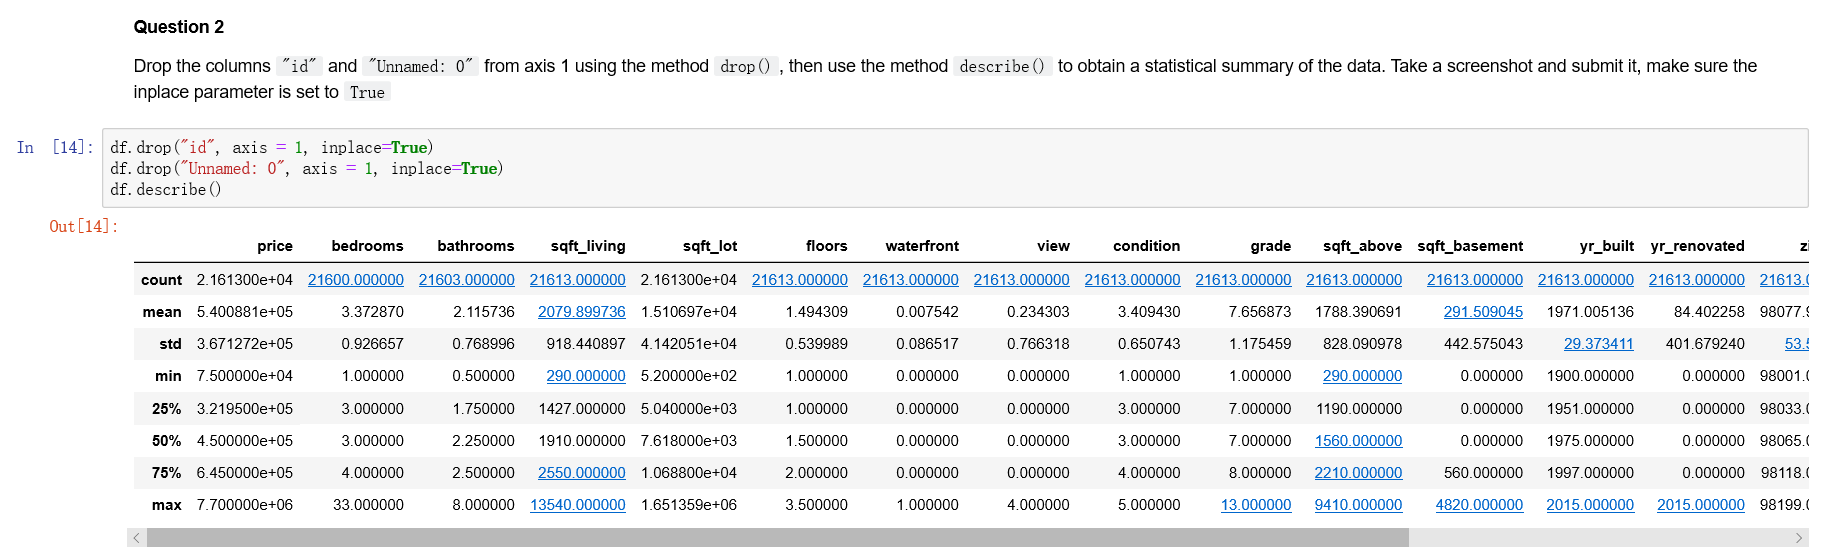 Question 2
Drop the columns "id" and "Unnamed: 0" from axis 1 using the method drop() , then use the method describe() to obtain a statistical summary of the data. Take a screenshot and submit it, make sure the
inplace parameter is set to True
In [14]: df.drop("id", axis = 1, inplace=True)
df.drop("Unnamed: 0", axis = 1, inplace=True)
df.describe()
Out[14]:
price bedrooms bathrooms sqft_living sqft_lot floors waterfront view condition grade sqft_above sqft_basement yr_built yr_renovated zi
count 2.161300e+04 21600.000000 21603.000000 21613.000000 2.161300e+04 21613.000000 21613.000000 21613.000000 21613.000000 21613.000000 21613.000000 21613.000000 21613.000000 21613.000000 21613.0
mean 5.400881e+05 3.372870 2.115736 2079.899736 1.510697e+04 1.494309 0.007542 0.234303 3.409430 7.656873 1788.390691 291.509045 1971.005136 84.402258 98077.9
std 3.671272e+05 0.926657 0.768996 918.440897 4.142051e+04 0.539989 0.086517 0.766318 0.650743 1.175459 828.090978 442.575043 29.373411 401.679240 53.5
min 7.500000e+04 1.000000 0.500000 290.000000 5.200000e+02 1.000000 0.000000 0.000000 1.000000 1.000000 290.000000 0.000000 1900.000000 0.000000 98001.0
25% 3.219500e+05 3.000000 1.750000 1427.000000 5.040000e+03 1.000000 0.000000 0.000000 3.000000 7.000000 1190.000000 0.000000 1951.000000 0.000000 98033.0
50% 4.500000e+05 3.000000 2.250000 1910.000000 7.618000e+03 1.500000 0.000000 0.000000 3.000000 7.000000 1560.000000 0.000000 1975.000000 0.000000 98065.0
75% 6.450000e+05 4.000000 2.500000 2550.000000 1.068800e+04 2.000000 0.000000 0.000000 4.000000 8.000000 2210.000000 560.000000 1997.000000 0.000000 98118.0
max 7.700000e+06 33.000000 8.000000 13540.000000 1.651359e+06 3.500000 1.000000 4.000000 5.000000 13.000000 9410.000000 4820.000000 2015.000000 2015.000000 98199.0